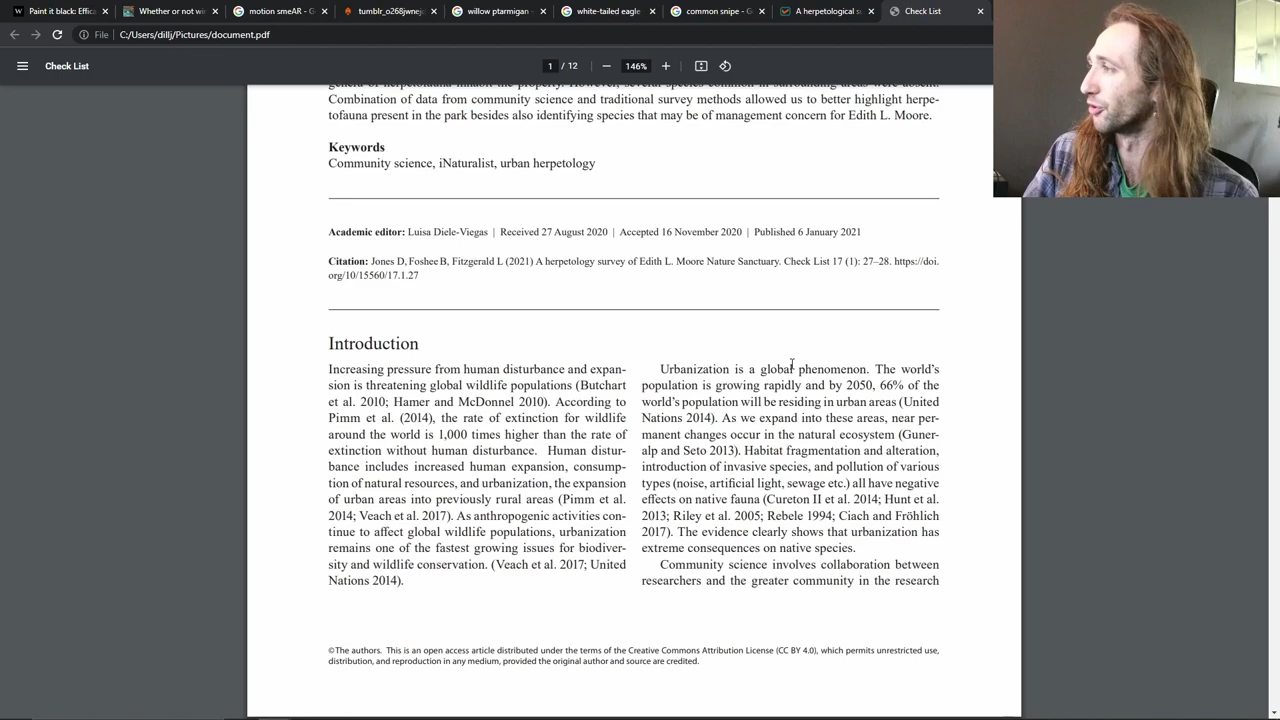 Paint it black: Effica
Whether or not wi
motion smeAR - G
tumblr_o268jwnejc
willow ptarmigan
white-tailed eagle
common snipe - G
A herpetological s
Check List
File | C:/Users/dillj/Pictures/document.pdf
Check List
1 / 12
146%
genera of herpetofauna inhabit the property. However, several species common in surrounding areas were absent.
Combination of data from community science and traditional survey methods allowed us to better highlight herpe-
tofauna present in the park besides also identifying species that may be of management concern for Edith L. Moore.
Keywords
Community science, iNaturalist, urban herpetology
Academic editor: Luisa Diele-Viegas | Received 27 August 2020 | Accepted 16 November 2020 | Published 6 January 2021
Citation: Jones D, Foshee B, Fitzgerald L (2021) A herpetology survey of Edith L. Moore Nature Sanctuary. Check List 17 (1): 27–28. https://doi.
org/10/15560/17.1.27
Introduction
Increasing pressure from human disturbance and expan-
sion is threatening global wildlife populations (Butchart
et al. 2010; Hamer and McDonnel 2010). According to
Pimm et al. (2014), the rate of extinction for wildlife
around the world is 1,000 times higher than the rate of
extinction without human disturbance. Human distur-
bance includes increased human expansion, consump-
tion of natural resources, and urbanization, the expansion
of urban areas into previously rural areas (Pimm et al.
2014; Veach et al. 2017). As anthropogenic activities con-
tinue to affect global wildlife populations, urbanization
remains one of the fastest growing issues for biodiver-
sity and wildlife conservation. (Veach et al. 2017; United
Nations 2014).
Urbanization is a global phenomenon. The world's
population is growing rapidly and by 2050, 66% of the
world's population will be residing in urban areas (United
Nations 2014). As we expand into these areas, near per-
manent changes occur in the natural ecosystem (Guner-
alp and Seto 2013). Habitat fragmentation and alteration,
introduction of invasive species, and pollution of various
types (noise, artificial light, sewage etc.) all have negative
effects on native fauna (Cureton II et al. 2014; Hunt et al.
2013; Riley et al. 2005; Rebele 1994; Ciach and Fröhlich
2017). The evidence clearly shows that urbanization has
extreme consequences on native species.
Community science involves collaboration between
researchers and the greater community in the research
©The authors. This is an open access article distributed under the terms of the Creative Commons Attribution License (CC BY 4.0), which permits unrestricted use,
distribution, and reproduction in any medium, provided the original author and source are credited.